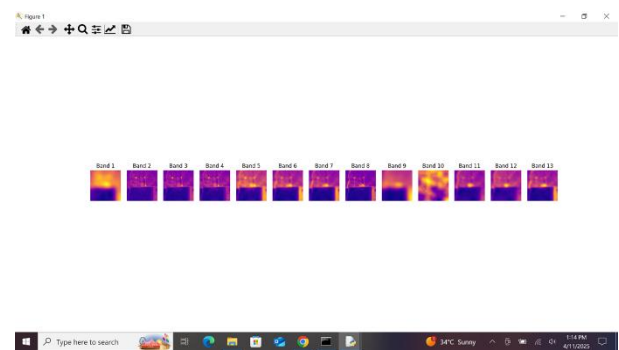 Figure 1
Band 1 Band 2 Band 3 Band 4 Band 5 Band 6 Band 7 Band 8 Band 9 Band 10 Band 11 Band 12 Band 13
Type here to search
34°C Sunny
1:14 PM
4/11/2025